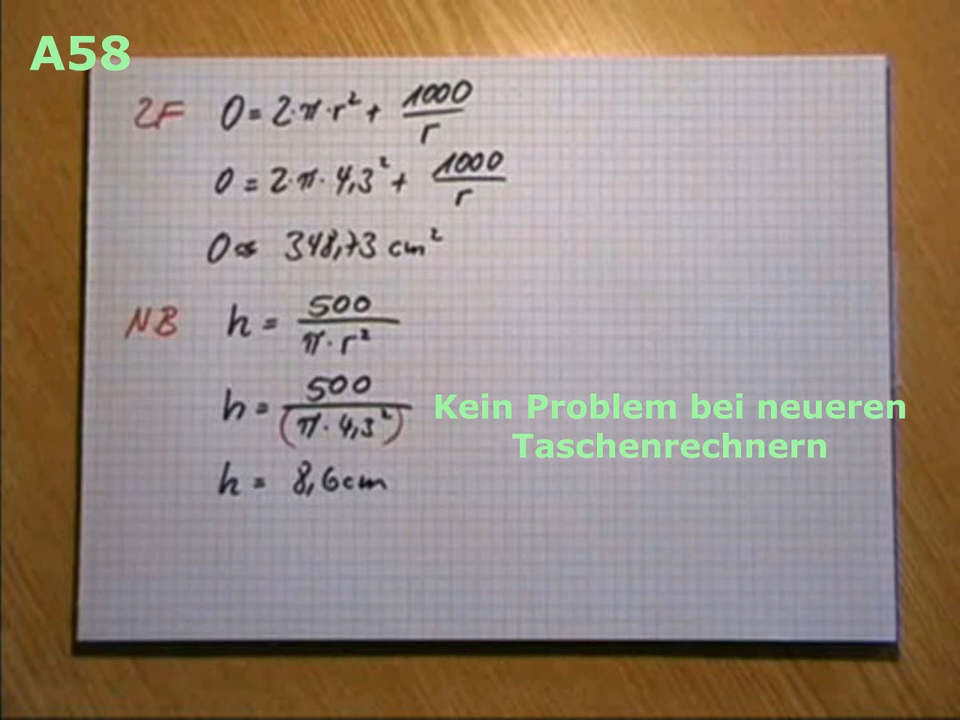 A58
ZF O = 2·π·r² + 1000/r
O = 2·π·4,3² + 1000/r
O ≈ 348,73 cm²
NB h = 500/π·r²
h = 500/(π·4,3²)
Kein Problem bei neueren
Taschenrechnern
h = 8,6cm